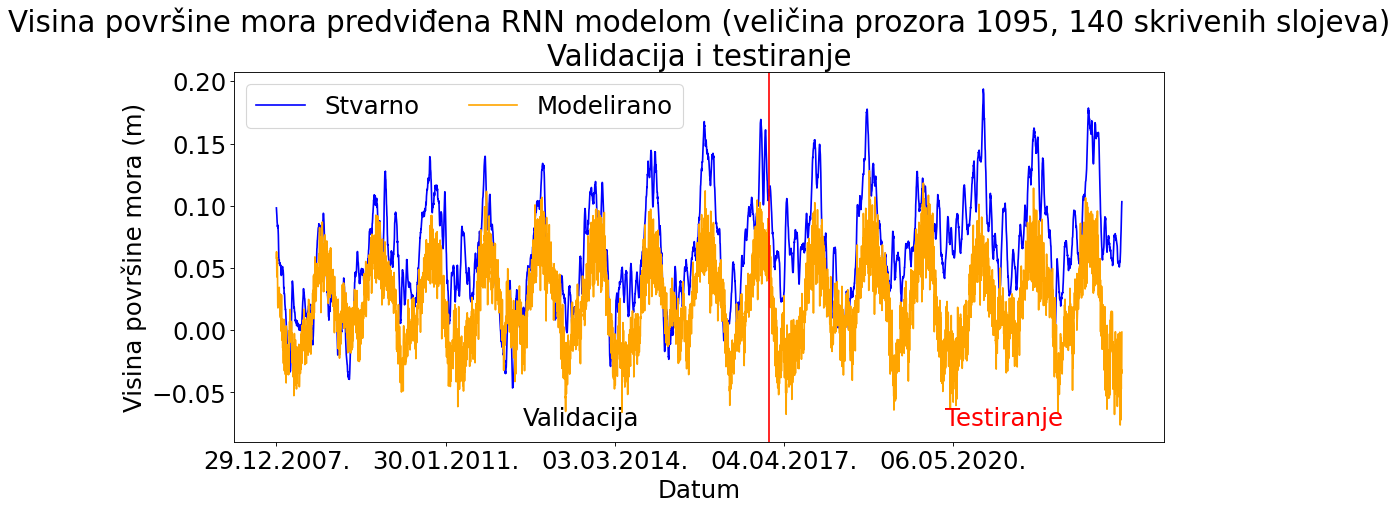 Visina površine mora predviđena RNN modelom (veličina prozora 1095, 140 skrivenih slojeva)
Validacija i testiranje
Stvarno Modelirano
Visina površine mora (m)
0.20
0.15
0.10
0.05
0.00
−0.05
Validacija Testiranje
29.12.2007. 30.01.2011. 03.03.2014. 04.04.2017. 06.05.2020.
Datum